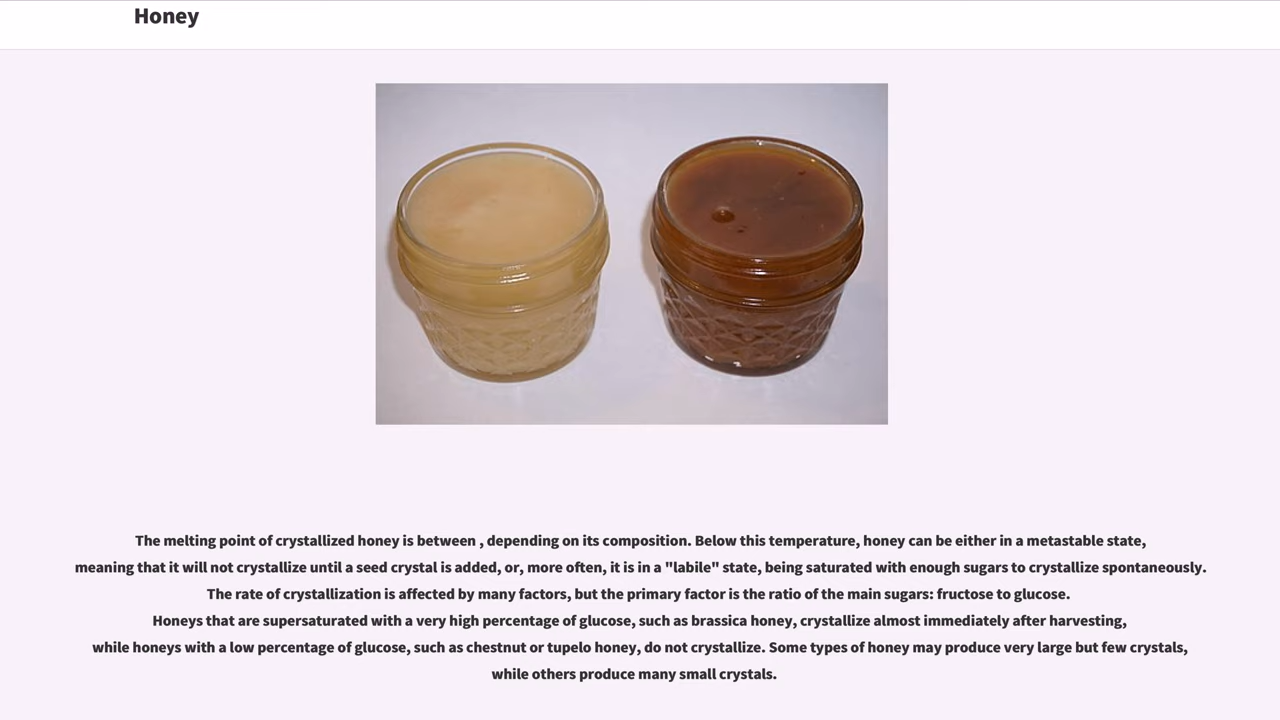 Honey
The melting point of crystallized honey is between , depending on its composition. Below this temperature, honey can be either in a metastable state,
meaning that it will not crystallize until a seed crystal is added, or, more often, it is in a "labile" state, being saturated with enough sugars to crystallize spontaneously.
The rate of crystallization is affected by many factors, but the primary factor is the ratio of the main sugars: fructose to glucose.
Honeys that are supersaturated with a very high percentage of glucose, such as brassica honey, crystallize almost immediately after harvesting,
while honeys with a low percentage of glucose, such as chestnut or tupelo honey, do not crystallize. Some types of honey may produce very large but few crystals,
while others produce many small crystals.